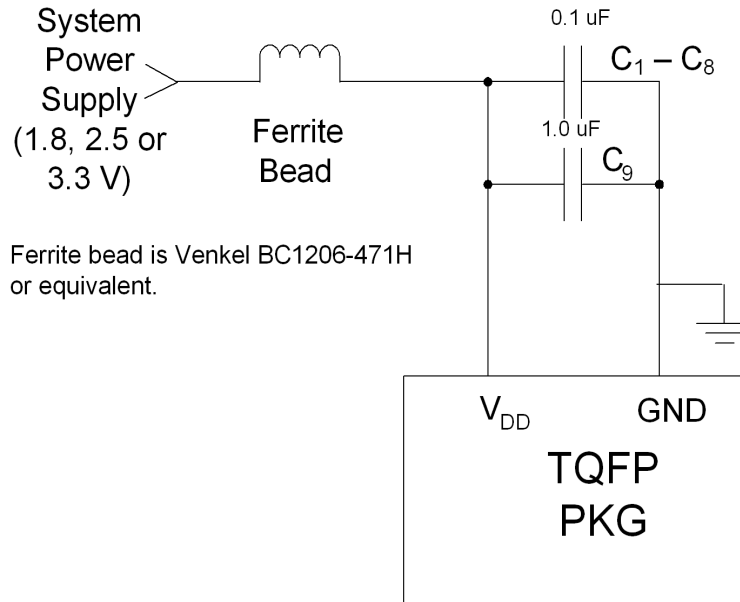 System
Power
Supply
(1.8, 2.5 or
3.3 V)
Ferrite
Bead
0.1 uF
C1 – C8
1.0 uF
C9
Ferrite bead is Venkel BC1206-471H
or equivalent.
VDD
GND
TQFP
PKG